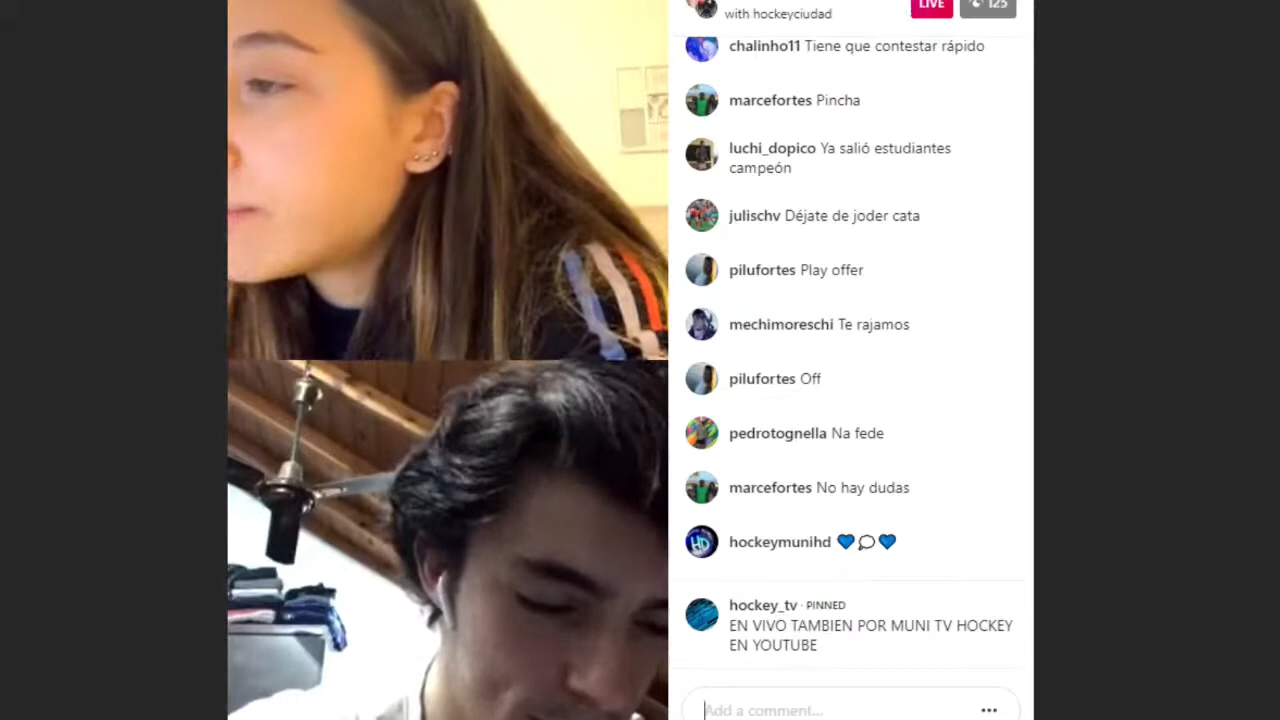 LIVE
125
with hockeyciudad
chalinho11 Tiene que contestar rápido
marcefortes Pincha
luchi_dopico Ya salió estudiantes
campeón
julischv Déjate de joder cata
pilufortes Play offer
mechimoreschi Te rajamos
pilufortes Off
pedrotognella Na fede
marcefortes No hay dudas
hockeymunihd 💙💭💙
hockey_tv · PINNED
EN VIVO TAMBIEN POR MUNI TV HOCKEY
EN YOUTUBE
Add a comment...